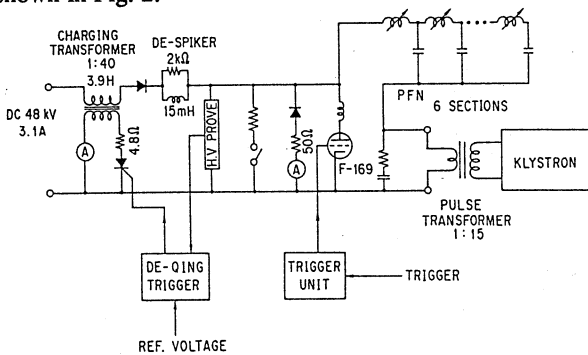 shown in Fig. 2.
CHARGING
TRANSFORMER
1:40
3.9H
DE-SPIKER
2kΩ
15mH
DC 48 kV
3.1A
A
4.8Ω
H.V PROVE
50Ω
A
F-169
PFN
6 SECTIONS
KLYSTRON
PULSE
TRANSFORMER
1:15
DE-QING
TRIGGER
TRIGGER
UNIT
TRIGGER
REF. VOLTAGE